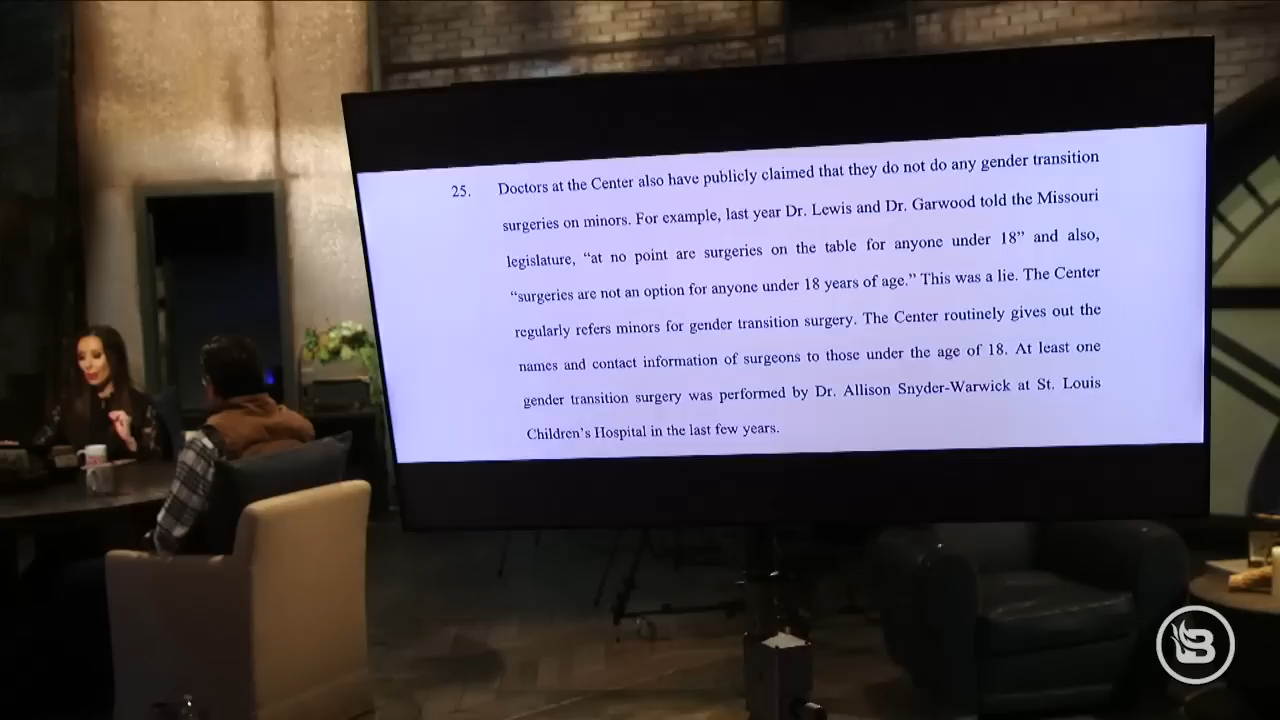 25. Doctors at the Center also have publicly claimed that they do not do any gender transition
surgeries on minors. For example, last year Dr. Lewis and Dr. Garwood told the Missouri
legislature, “at no point are surgeries on the table for anyone under 18” and also,
“surgeries are not an option for anyone under 18 years of age.” This was a lie. The Center
regularly refers minors for gender transition surgery. The Center routinely gives out the
names and contact information of surgeons to those under the age of 18. At least one
gender transition surgery was performed by Dr. Allison Snyder-Warwick at St. Louis
Children’s Hospital in the last few years.
B